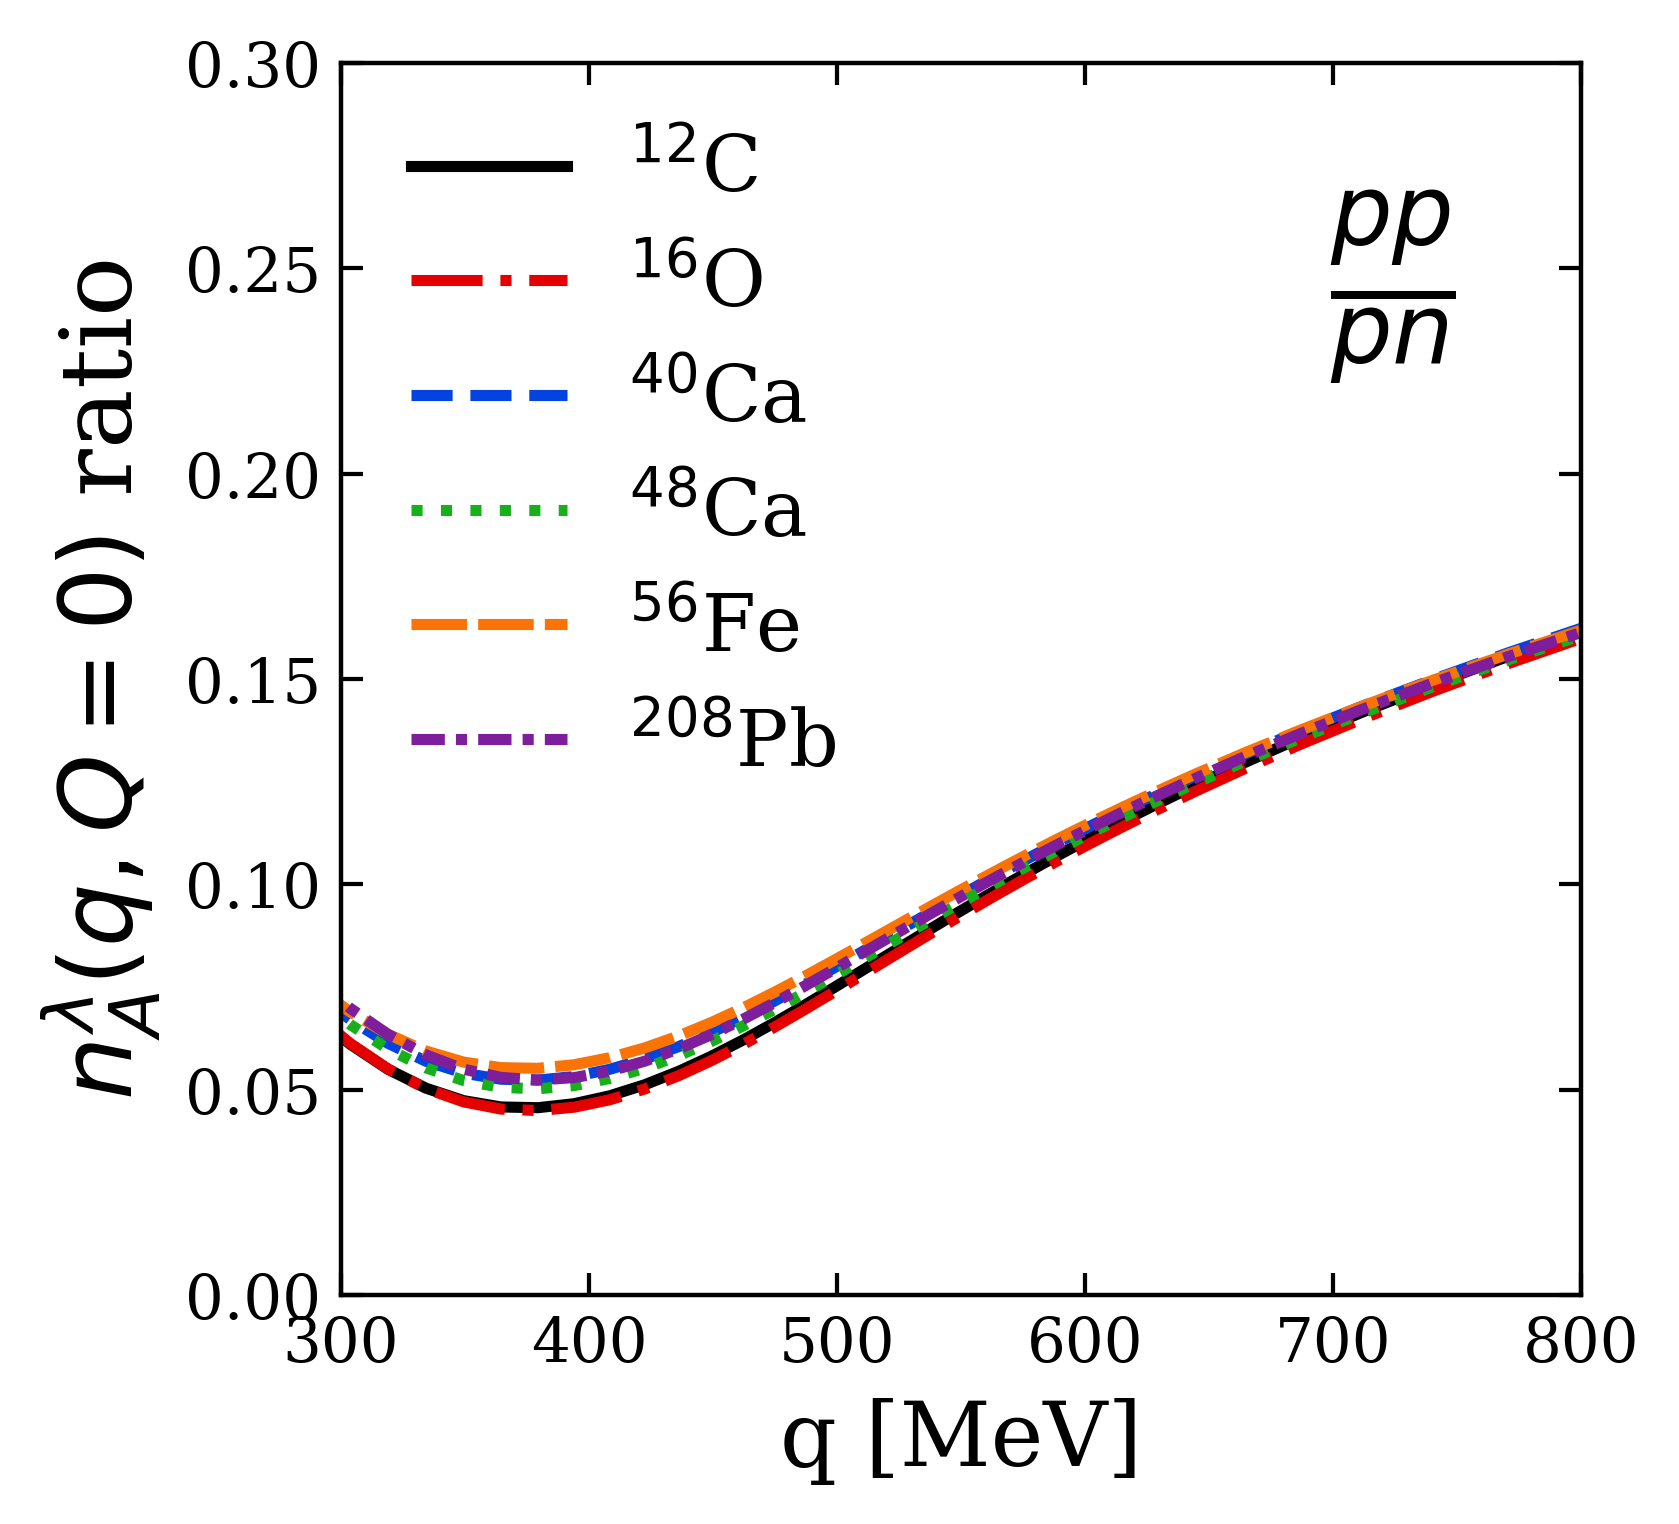 n_A^λ(q, Q = 0) ratio
0.30
0.25
0.20
0.15
0.10
0.05
0.00
¹²C
¹⁶O
⁴⁰Ca
⁴⁸Ca
⁵⁶Fe
²⁰⁸Pb
pp
pn
300 400 500 600 700 800
q [MeV]